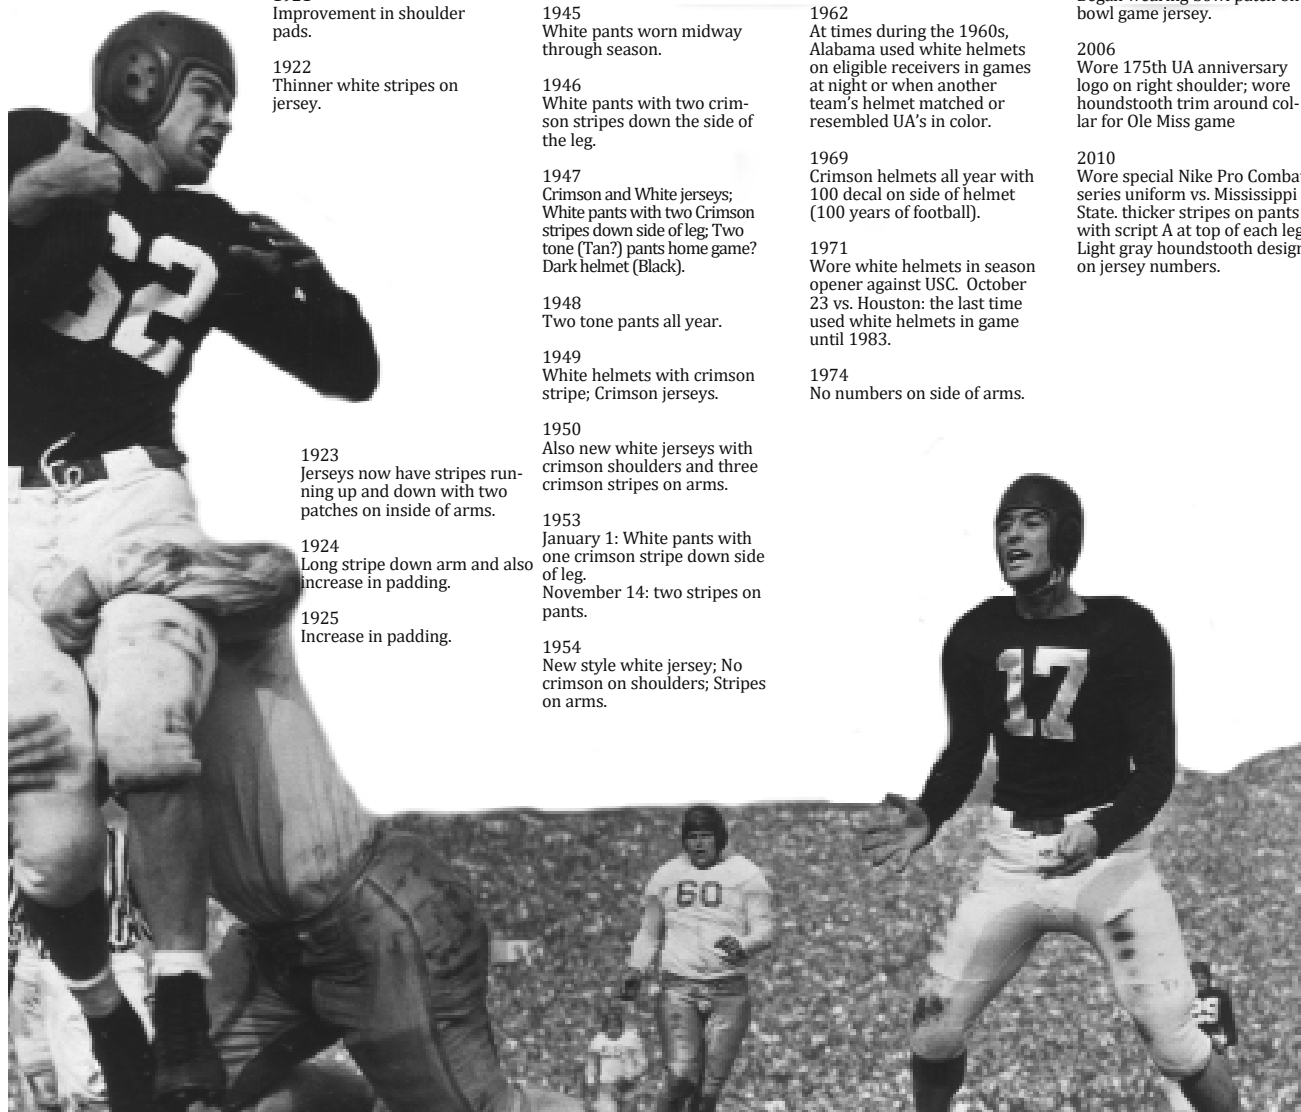 Improvement in shoulder
pads.
1922
Thinner white stripes on
jersey.
1923
Jerseys now have stripes run-
ning up and down with two
patches on inside of arms.
1924
Long stripe down arm and also
increase in padding.
1925
Increase in padding.
1945
White pants worn midway
through season.
1946
White pants with two crim-
son stripes down the side of
the leg.
1947
Crimson and White jerseys;
White pants with two Crimson
stripes down side of leg; Two
tone (Tan?) pants home game?
Dark helmet (Black).
1948
Two tone pants all year.
1949
White helmets with crimson
stripe; Crimson jerseys.
1950
Also new white jerseys with
crimson shoulders and three
crimson stripes on arms.
1953
January 1: White pants with
one crimson stripe down side
of leg.
November 14: two stripes on
pants.
1954
New style white jersey; No
crimson on shoulders; Stripes
on arms.
1962
At times during the 1960s,
Alabama used white helmets
on eligible receivers in games
at night or when another
team's helmet matched or
resembled UA's in color.
1969
Crimson helmets all year with
100 decal on side of helmet
(100 years of football).
1971
Wore white helmets in season
opener against USC.  October
23 vs. Houston: the last time
used white helmets in game
until 1983.
1974
No numbers on side of arms.
bowl game jersey.
2006
Wore 175th UA anniversary
logo on right shoulder; wore
houndstooth trim around col-
lar for Ole Miss game
2010
Wore special Nike Pro Comba
series uniform vs. Mississippi
State. thicker stripes on pants
with script A at top of each leg
Light gray houndstooth design
on jersey numbers.
52
17
60